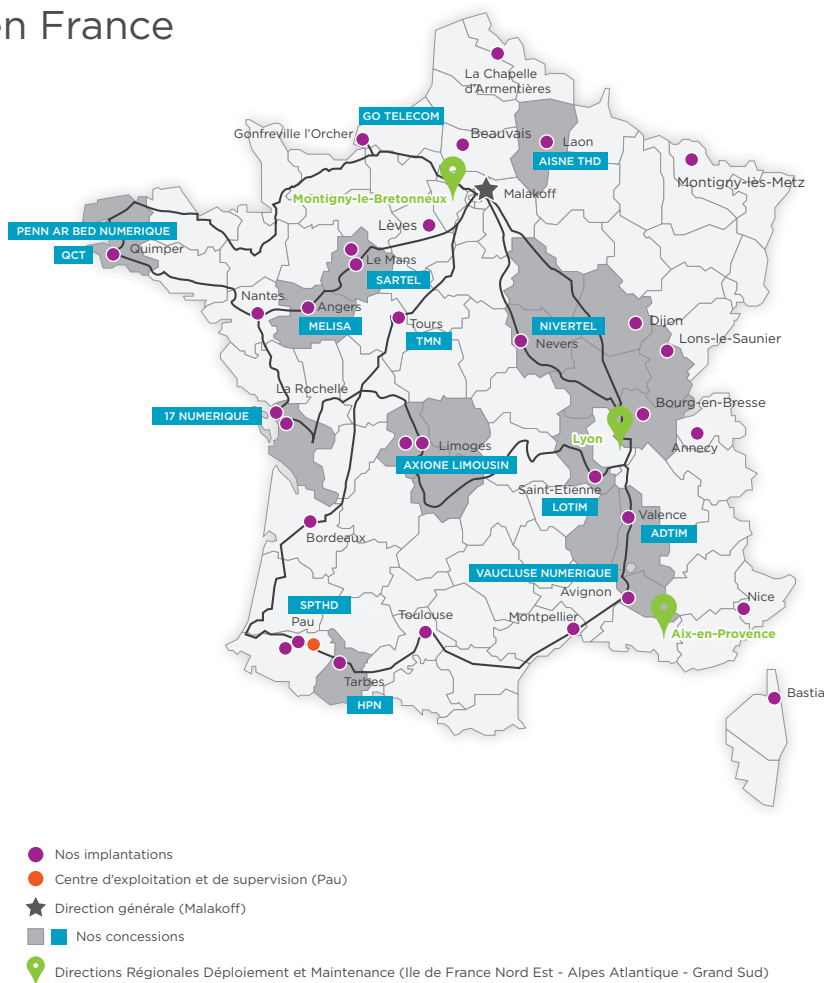 en France
La Chapelle
d'Armentières
GO TELECOM
Gonfreville l'Orcher
Beauvais
Laon
AISNE THD
Montigny-lès-Metz
Montigny-le-Bretonneux
Malakoff
Lèves
PENN AR BED NUMERIQUE
QCT
Quimper
Le Mans
SARTEL
Nantes
Angers
MELISA
Tours
TMN
NIVERTEL
Nevers
Dijon
Lons-le-Saunier
La Rochelle
17 NUMERIQUE
Bourg-en-Bresse
Lyon
Annecy
Limoges
AXIONE LIMOUSIN
Saint-Etienne
LOTIM
Valence
ADTIM
Bordeaux
VAUCLUSE NUMERIQUE
Avignon
SPTHD
Pau
Toulouse
Montpellier
Nice
Aix-en-Provence
Tarbes
HPN
Bastia
Nos implantations
Centre d'exploitation et de supervision (Pau)
Direction générale (Malakoff)
Nos concessions
Directions Régionales Déploiement et Maintenance (Ile de France Nord Est - Alpes Atlantique - Grand Sud)